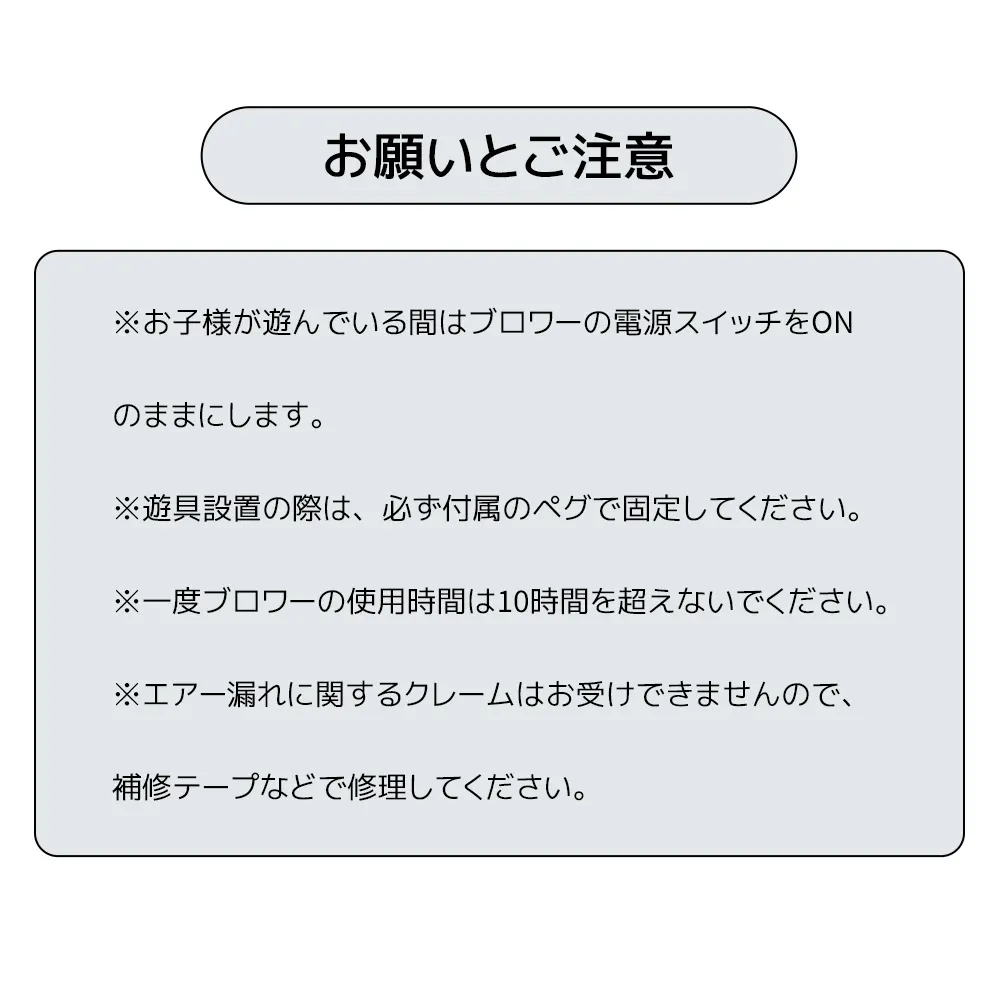 お願いとご注意
※お子様が遊んでいる間はブロワーの電源スイッチをON
のままにします。
※遊具設置の際は、必ず付属のペグで固定してください。
※一度ブロワーの使用時間は10時間を超えないでください。
※エアー漏れに関するクレームはお受けできませんので、
補修テープなどで修理してください。